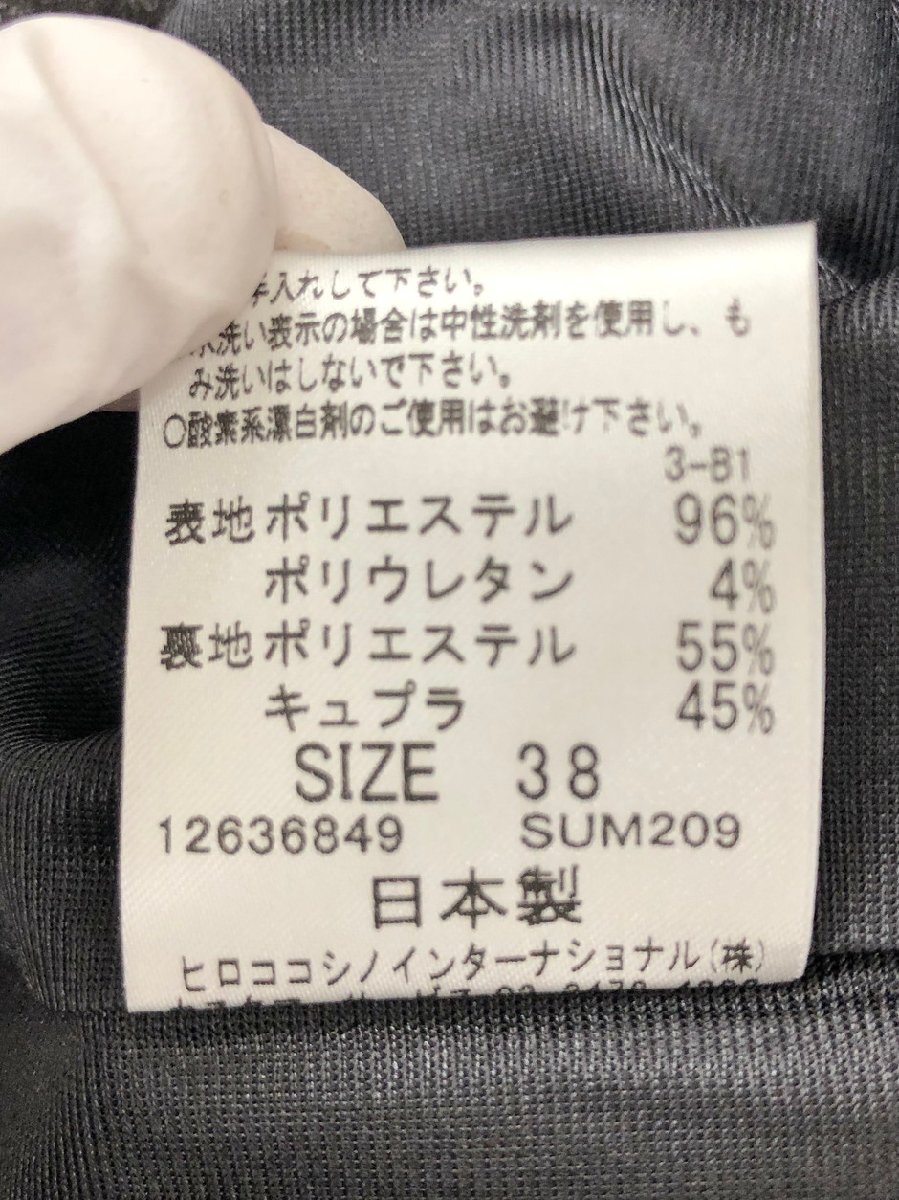 手入れして下さい。
水洗い表示の場合は中性洗剤を使用し、も
み洗いはしないで下さい。
○酸素系漂白剤のご使用はお避け下さい。
3-B1
表地ポリエステル 96%
ポリウレタン 4%
裏地ポリエステル 55%
キュプラ 45%
SIZE 38
12636849 SUM209
日本製
ヒロココシノインターナショナル(株)